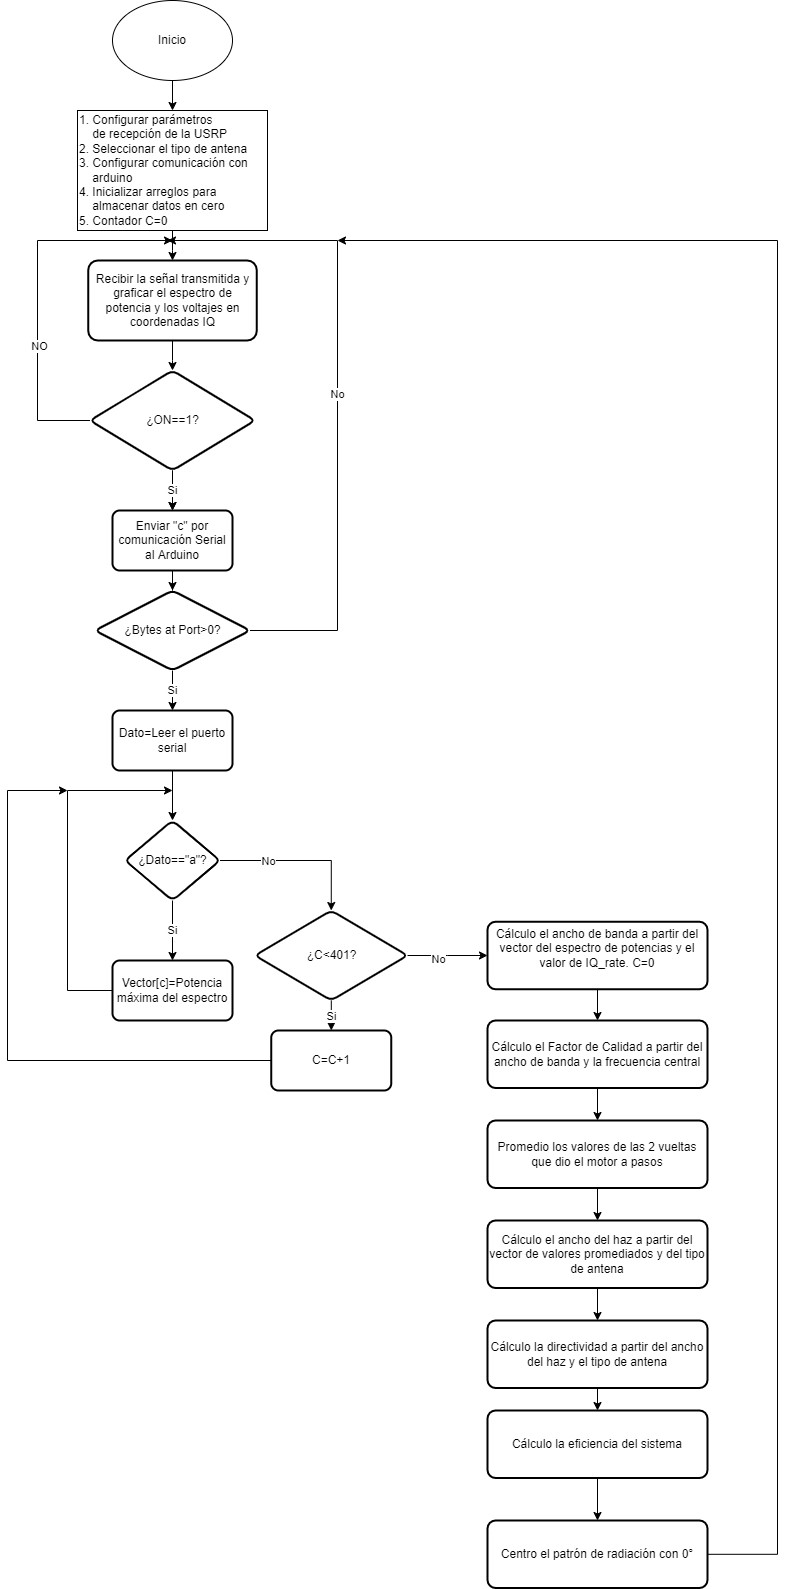 Inicio
1. Configurar parámetros
de recepción de la USRP
2. Seleccionar el tipo de antena
3. Configurar comunicación con
arduino
4. Inicializar arreglos para
almacenar datos en cero
5. Contador C=0
Recibir la señal transmitida y
graficar el espectro de
potencia y los voltajes en
coordenadas IQ
NO
No
¿ON==1?
Si
Enviar "c" por
comunicación Serial
al Arduino
¿Bytes at Port>0?
Si
Dato=Leer el puerto
serial
¿Dato=="a"?
No
Si
Vector[c]=Potencia
máxima del espectro
¿C<401?
No
Si
C=C+1
Cálculo el ancho de banda a partir del
vector del espectro de potencias y el
valor de IQ_rate. C=0
Cálculo el Factor de Calidad a partir del
ancho de banda y la frecuencia central
Promedio los valores de las 2 vueltas
que dio el motor a pasos
Cálculo el ancho del haz a partir del
vector de valores promediados y del tipo
de antena
Cálculo la directividad a partir del ancho
del haz y el tipo de antena
Cálculo la eficiencia del sistema
Centro el patrón de radiación con 0°